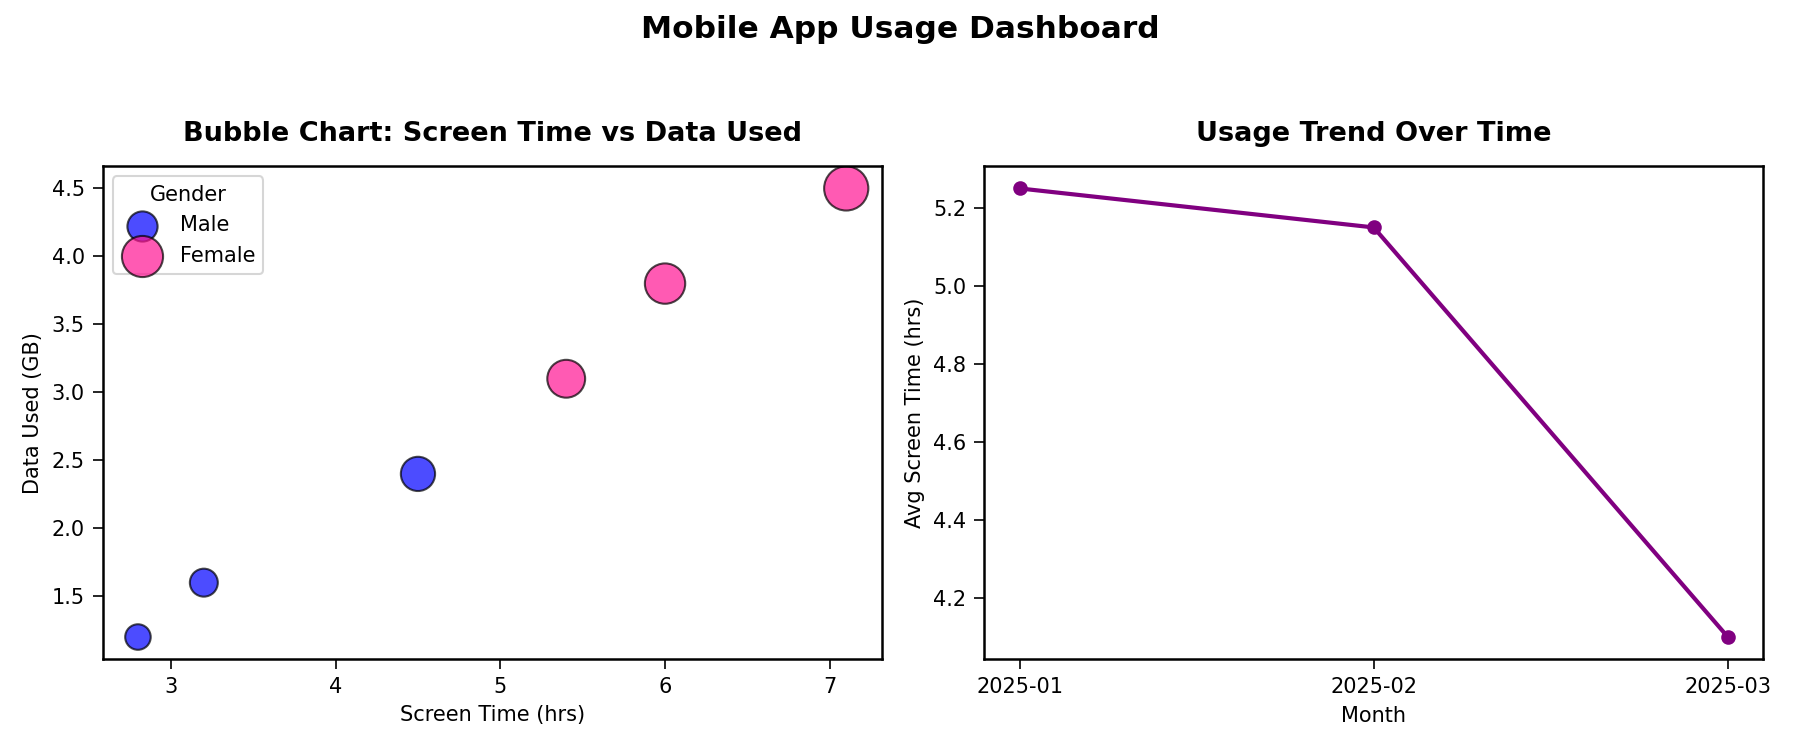 Mobile App Usage Dashboard
Bubble Chart: Screen Time vs Data Used
Gender
Male
Female
4.5
4.0
3.5
3.0
2.5
2.0
1.5
Data Used (GB)
3 4 5 6 7
Screen Time (hrs)
Usage Trend Over Time
5.2
5.0
4.8
4.6
4.4
4.2
Avg Screen Time (hrs)
2025-01 2025-02 2025-03
Month